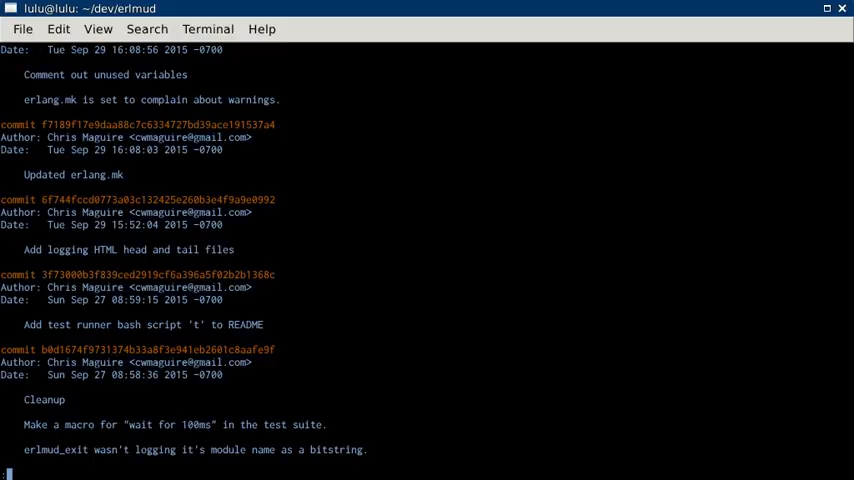 lulu@lulu: ~/dev/erlmud
File Edit View Search Terminal Help
Date: Tue Sep 29 16:08:56 2015 -0700
Comment out unused variables
erlang.mk is set to complain about warnings.
commit f7189f17e9daa88c7c6334727bd39ace191537a4
Author: Chris Maguire <cwmaguire@gmail.com>
Date: Tue Sep 29 16:08:03 2015 -0700
Updated erlang.mk
commit 6f744fccd0773a03c132425e260b3e4f9a9e0992
Author: Chris Maguire <cwmaguire@gmail.com>
Date: Tue Sep 29 15:52:04 2015 -0700
Add logging HTML head and tail files
commit 3f73000b3f839ced2919cf6a396a5f02b2b1368c
Author: Chris Maguire <cwmaguire@gmail.com>
Date: Sun Sep 27 08:59:15 2015 -0700
Add test runner bash script 't' to README
commit b0d1674f9731374b33a8f3e941eb2601c8aafe9f
Author: Chris Maguire <cwmaguire@gmail.com>
Date: Sun Sep 27 08:58:36 2015 -0700
Cleanup
Make a macro for "wait for 100ms" in the test suite.
erlmud_exit wasn't logging it's module name as a bitstring.
: